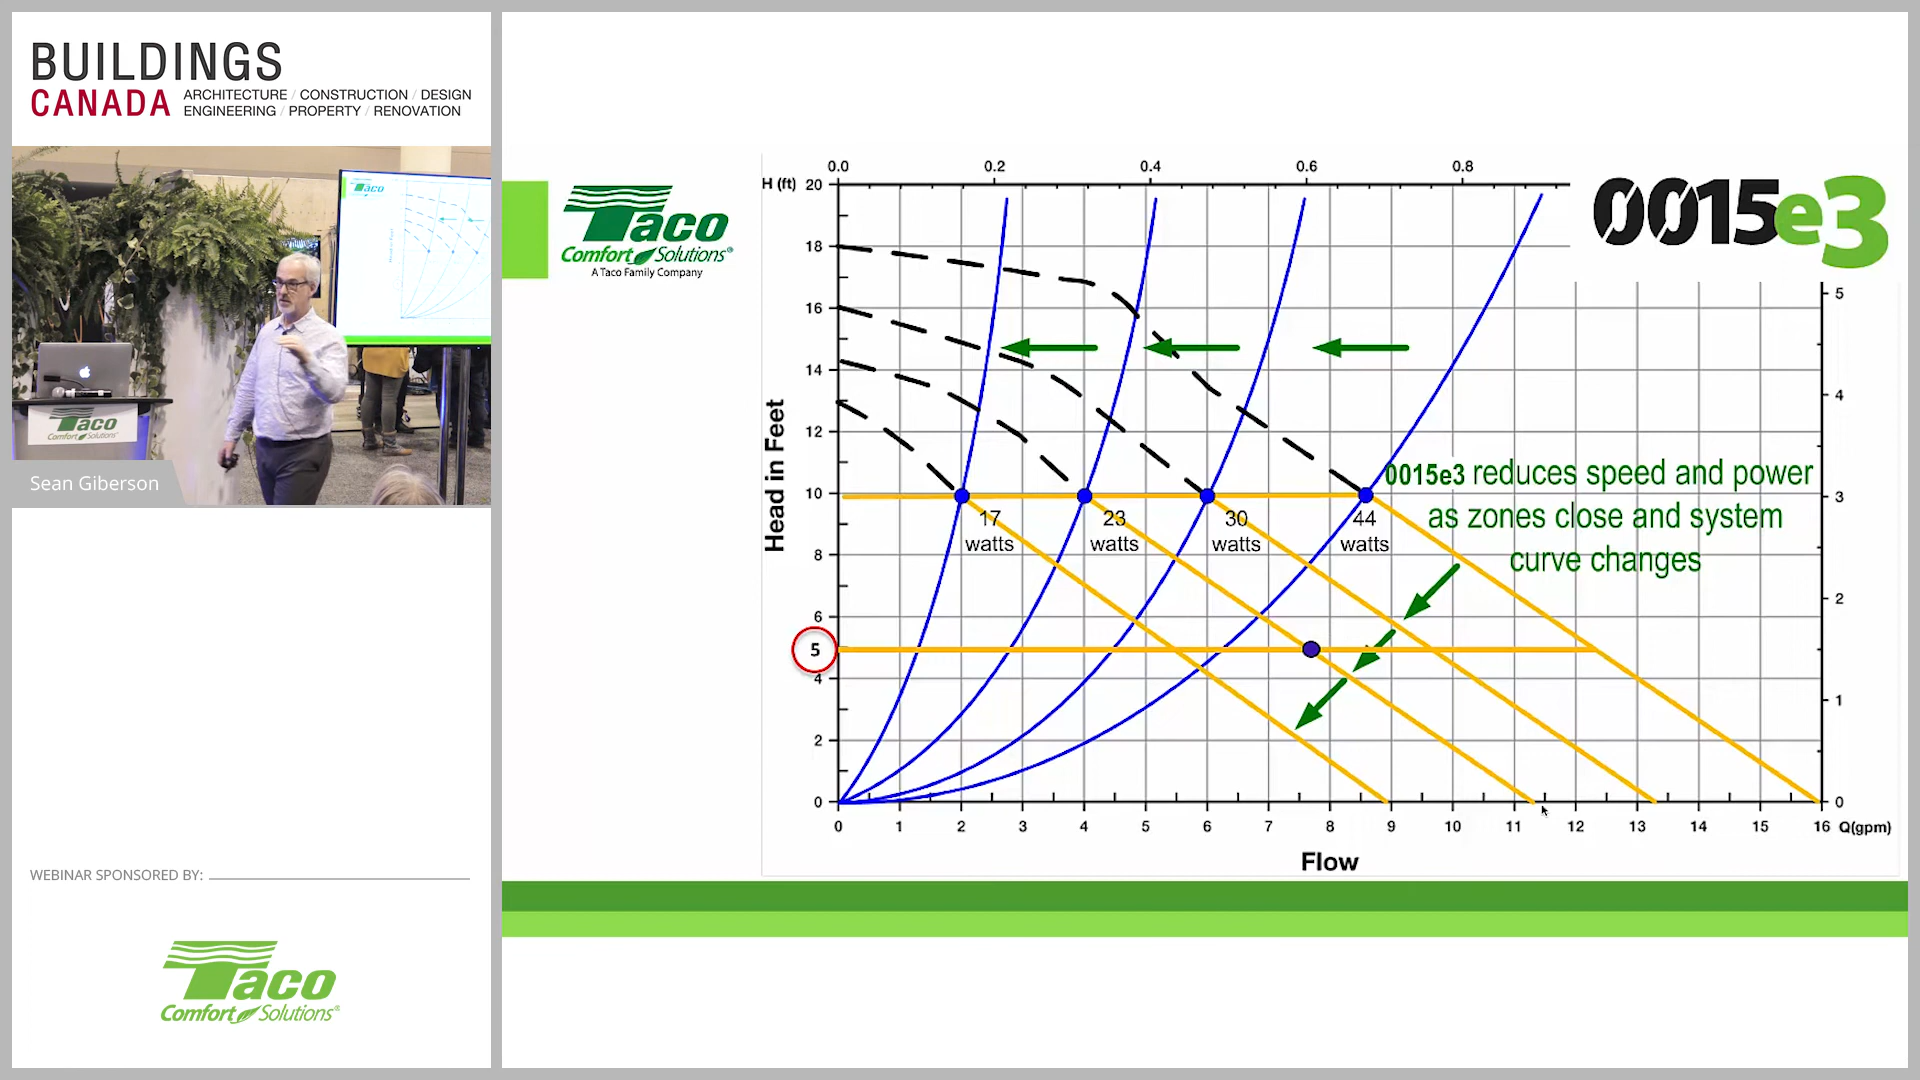 BUILDINGS
CANADA
ARCHITECTURE / CONSTRUCTION / DESIGN
ENGINEERING / PROPERTY / RENOVATION
Taco
Taco
Comfort Solutions
Sean Giberson
WEBINAR SPONSORED BY:
Taco
Comfort Solutions®
Taco
Comfort Solutions®
A Taco Family Company
0015e3
0.0 0.2 0.4 0.6 0.8
H (ft)
20
18
16
14
12
10
8
6
5
4
2
0
Head in Feet
17 watts
23 watts
30 watts
44 watts
0015e3 reduces speed and power
as zones close and system
curve changes
5
4
3
2
1
0
0 1 2 3 4 5 6 7 8 9 10 11 12 13 14 15 16 Q(gpm)
Flow